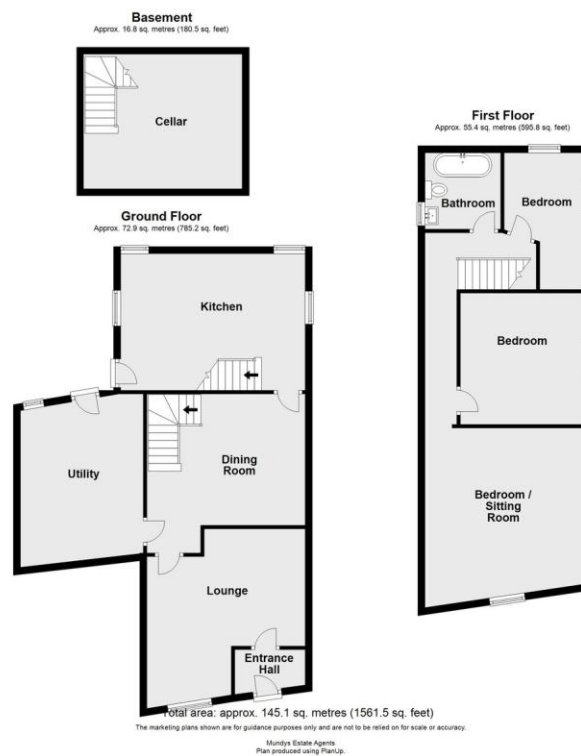 Basement
Approx. 16.8 sq. metres (180.5 sq. feet)
Cellar
Ground Floor
Approx. 72.9 sq. metres (785.2 sq. feet)
Kitchen
Utility
Dining
Room
Lounge
Entrance
Hall
First Floor
Approx. 55.4 sq. metres (595.8 sq. feet)
Bathroom
Bedroom
Bedroom
Bedroom /
Sitting
Room
Total area: approx. 145.1 sq. metres (1561.5 sq. feet)
The marketing plans shown are for guidance purposes only and are not to be relied on for scale or accuracy.
Mundys Estate Agents
Plan produced using PlanUp.